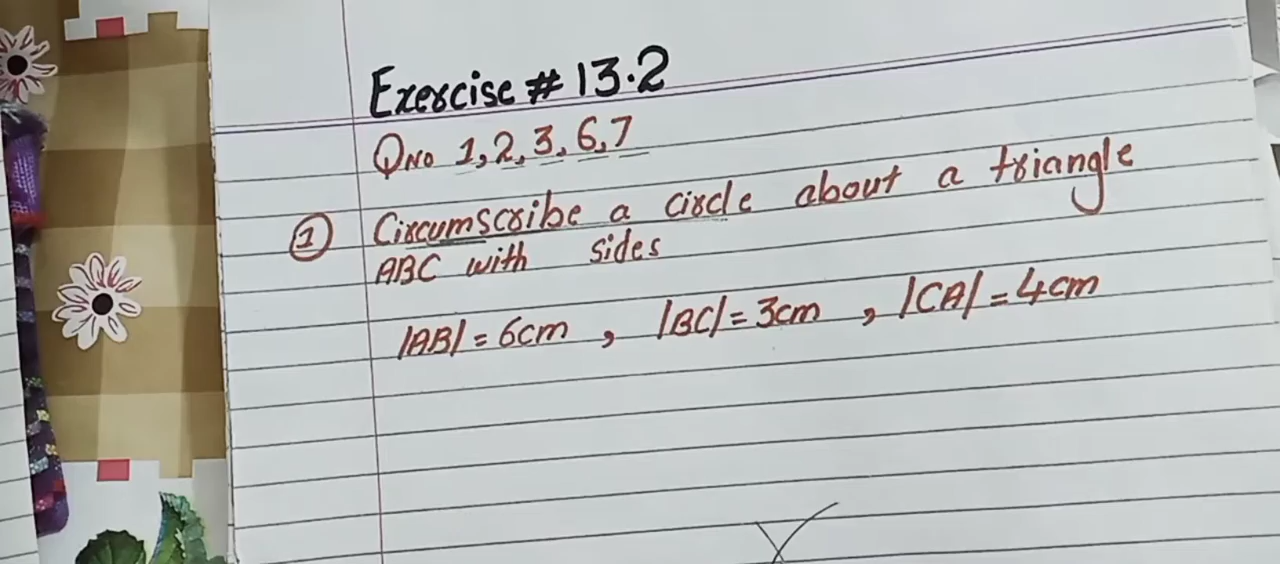 Exercise # 13.2
QNo 1,2,3,6,7
① Circumscribe a circle about a triangle
ABC with sides
|AB| = 6cm , |BC| = 3cm , |CA| = 4cm